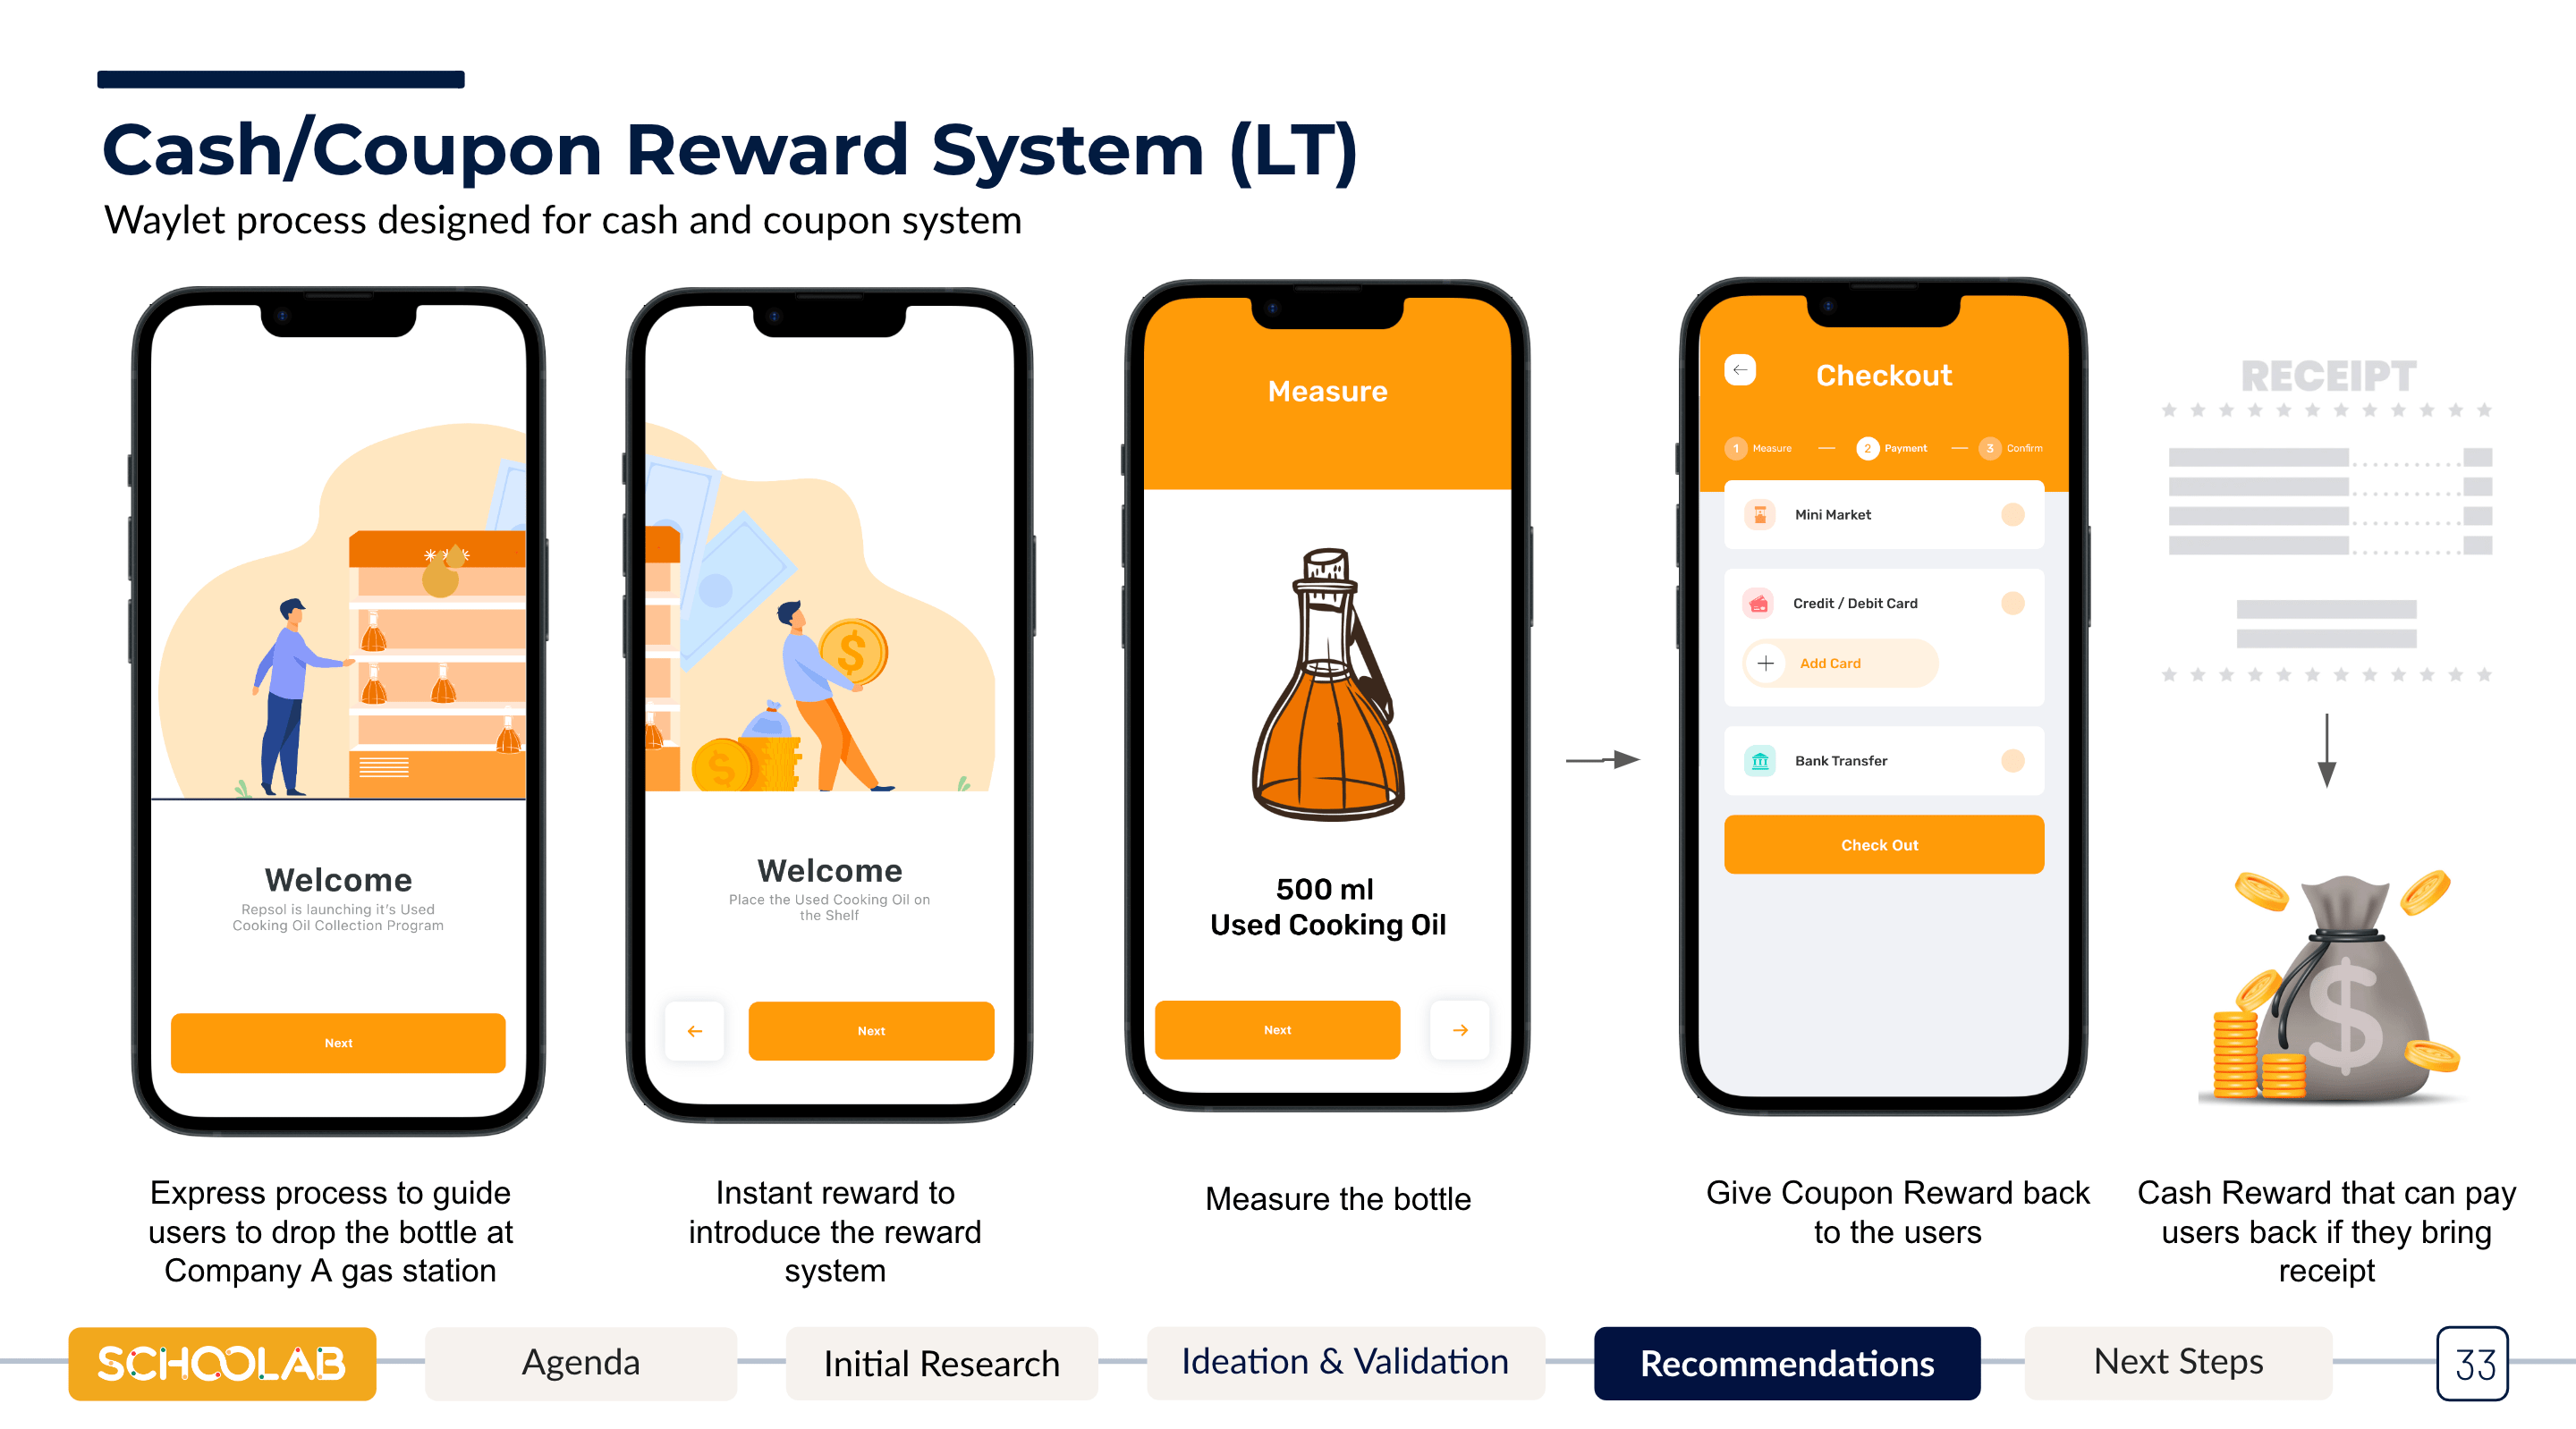 Cash/Coupon Reward System (LT)
Waylet process designed for cash and coupon system
Welcome
Repsol is launching it's Used
Cooking Oil Collection Program
Next
Express process to guide
users to drop the bottle at
Company A gas station
Welcome
Place the Used Cooking Oil on
the Shelf
Next
Instant reward to
introduce the reward
system
Measure
500 ml
Used Cooking Oil
Next
Measure the bottle
Checkout
1 Measure
2 Payment
3 Confirm
Mini Market
Credit / Debit Card
Add Card
Bank Transfer
Check Out
Give Coupon Reward back
to the users
RECEIPT
$
Cash Reward that can pay
users back if they bring
receipt
SCHOOLAB
Agenda
Initial Research
Ideation & Validation
Recommendations
Next Steps
33